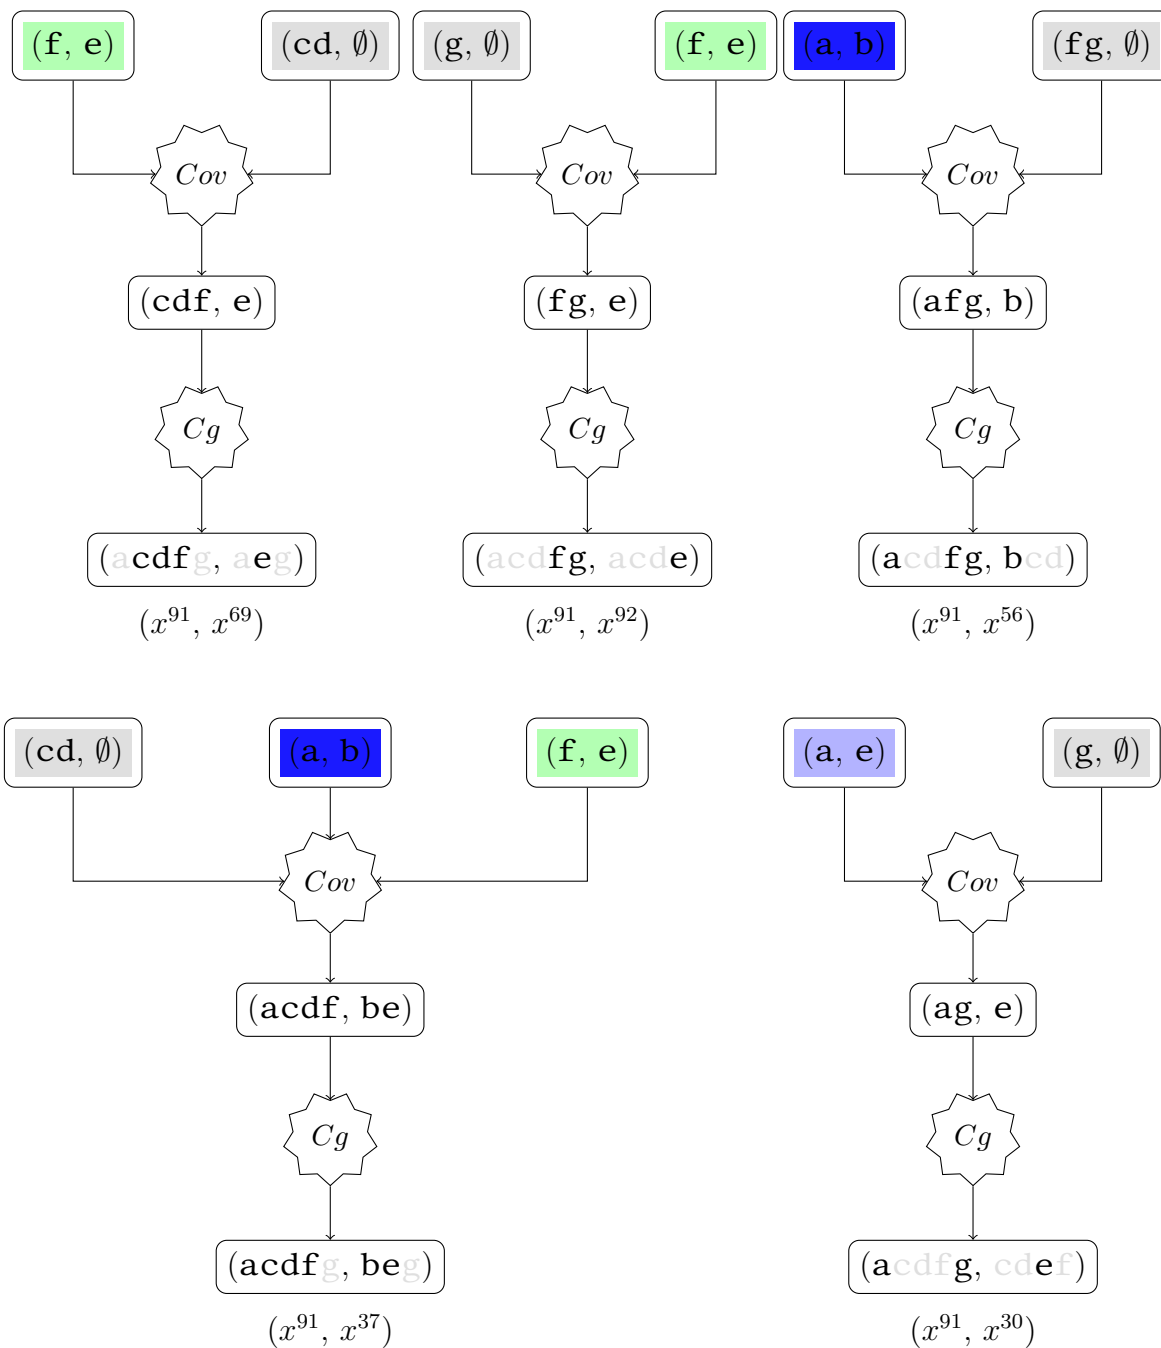 (f, e) (cd, ∅) (g, ∅) (f, e) (a, b) (fg, ∅)
Cov Cov Cov
(cdf, e) (fg, e) (afg, b)
Cg Cg Cg
(acdfg, aeg) (acdfg, acde) (acdfg, bcd)
(x^91, x^69) (x^91, x^92) (x^91, x^56)
(cd, ∅) (a, b) (f, e) (a, e) (g, ∅)
Cov Cov
(acdf, be) (ag, e)
Cg Cg
(acdfg, beg) (acdfg, cdef)
(x^91, x^37) (x^91, x^30)